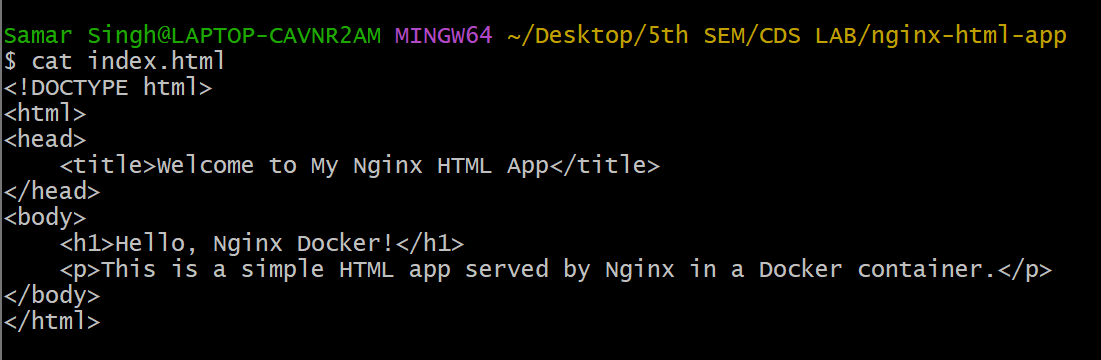 Samar Singh@LAPTOP-CAVNR2AM MINGW64 ~/Desktop/5th SEM/CDS LAB/nginx-html-app
$ cat index.html
<!DOCTYPE html>
<html>
<head>
    <title>Welcome to My Nginx HTML App</title>
</head>
<body>
    <h1>Hello, Nginx Docker!</h1>
    <p>This is a simple HTML app served by Nginx in a Docker container.</p>
</body>
</html>